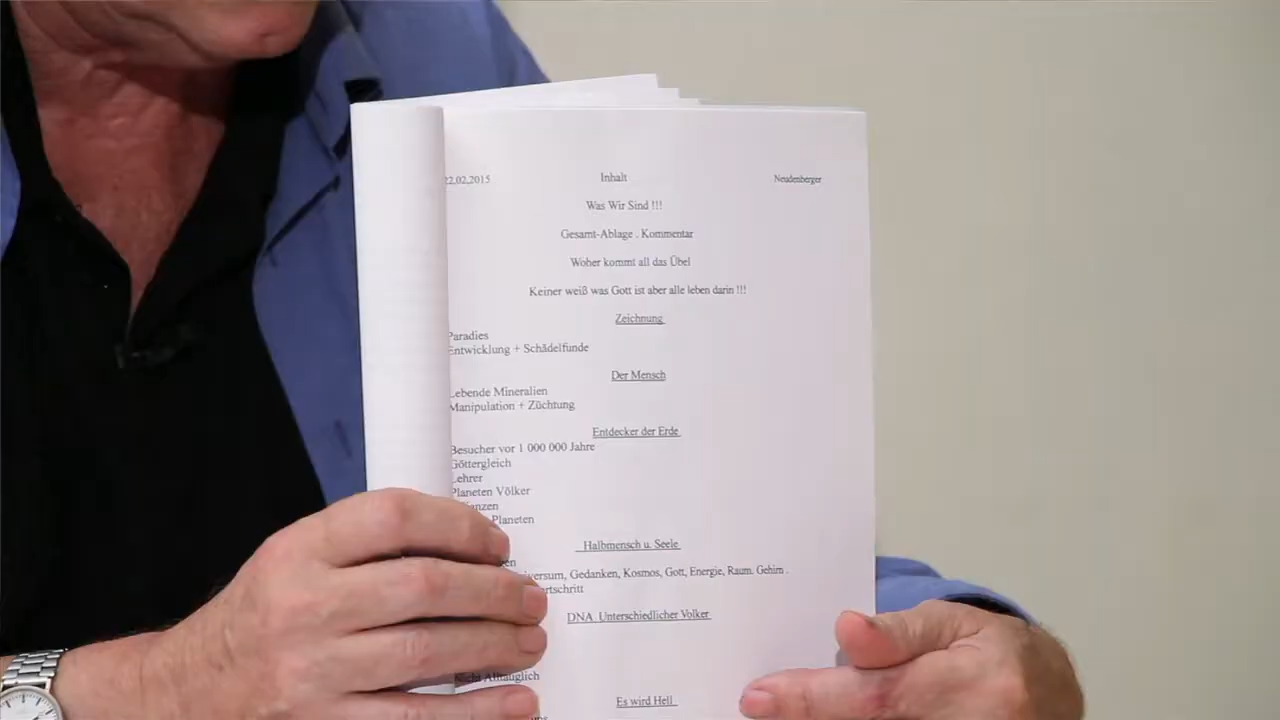 22.02.2015 Inhalt Neudenberger
Was Wir Sind !!!
Gesamt-Ablage . Kommentar
Woher kommt all das Übel
Keiner weiß was Gott ist aber alle leben darin !!!
Zeichnung
Paradies
Entwicklung + Schädelfunde
Der Mensch
Lebende Mineralien
Manipulation + Züchtung
Entdecker der Erde
Besucher vor 1 000 000 Jahre
Göttergleich
Lehrer
Planeten Völker
Planeten
Halbmensch u. Seele
Gedanken, Kosmos, Gott, Energie, Raum. Gehirn .
DNA Unterschiedlicher Volker
Nicht Alltauglich
Es wird Hell